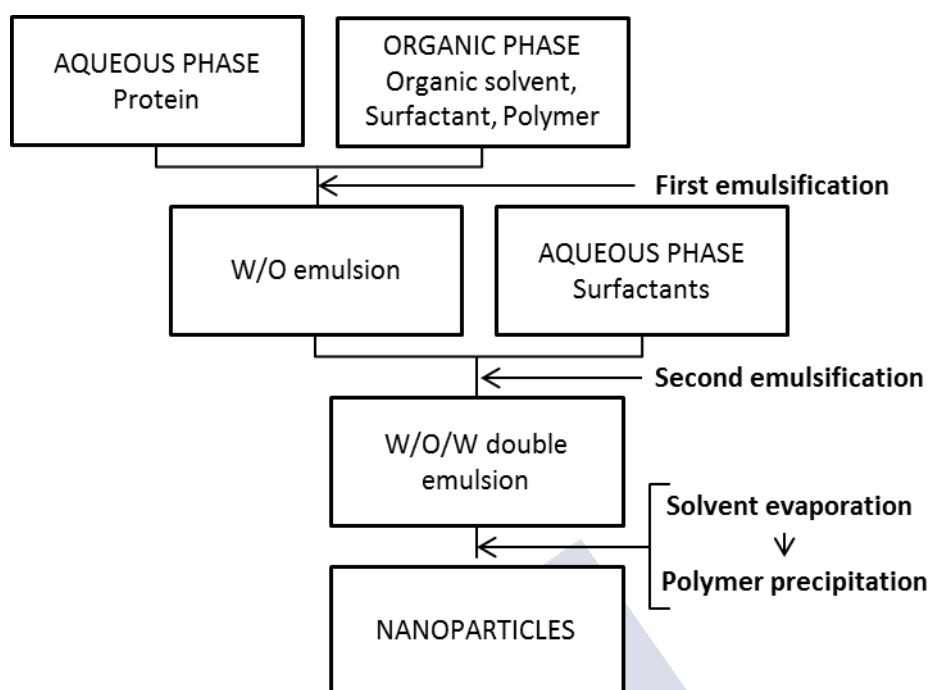 AQUEOUS PHASE
Protein
ORGANIC PHASE
Organic solvent,
Surfactant, Polymer
First emulsification
W/O emulsion
AQUEOUS PHASE
Surfactants
Second emulsification
W/O/W double
emulsion
Solvent evaporation
Polymer precipitation
NANOPARTICLES